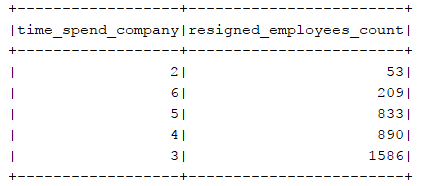 +------------------+------------------------+
|time_spend_company|resigned_employees_count|
+------------------+------------------------+
|                 2|                      53|
|                 6|                     209|
|                 5|                     833|
|                 4|                     890|
|                 3|                    1586|
+------------------+------------------------+